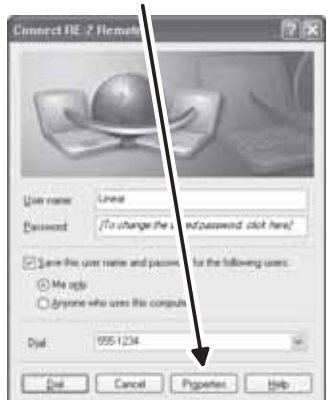 Connect RE-2 Remote
User name:
Linear
Password:
[To change the saved password, click here]
Save this user name and password for the following users:
Me only
Anyone who uses this computer
Dial:
555-1234
Dial
Cancel
Properties
Help